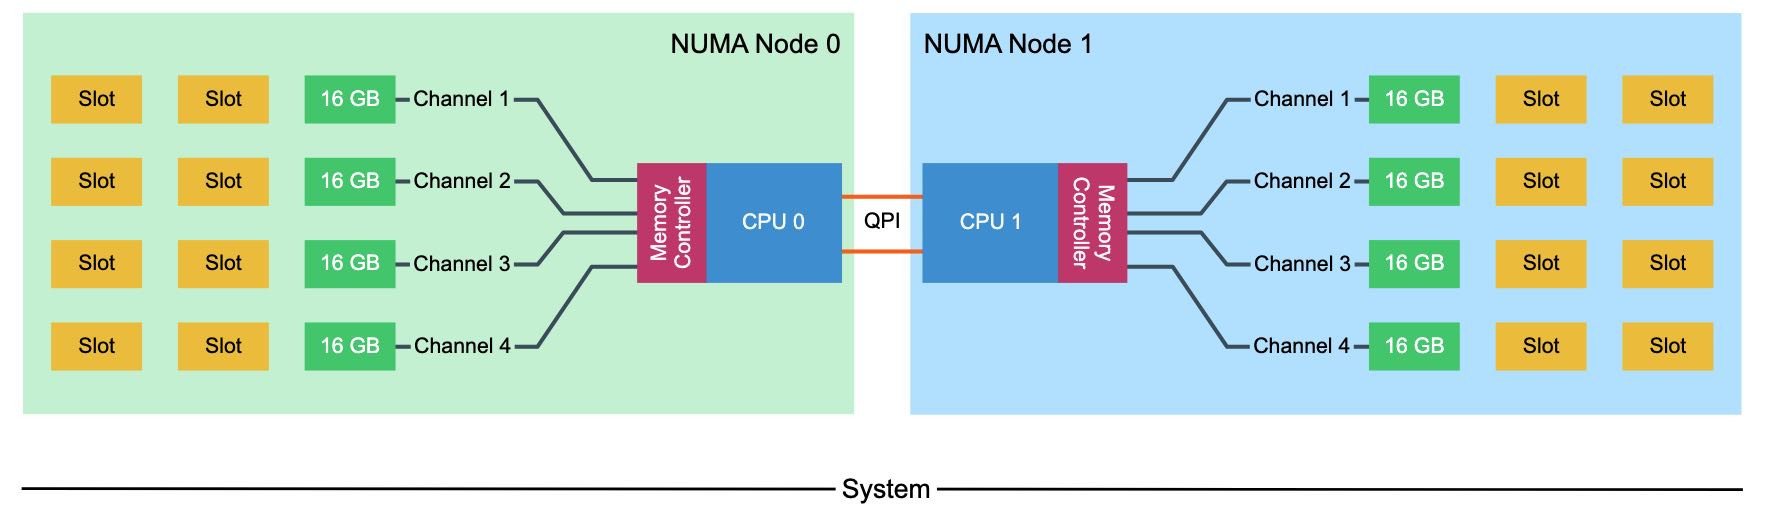 NUMA Node 0
Slot Slot 16 GB Channel 1
Slot Slot 16 GB Channel 2
Slot Slot 16 GB Channel 3
Slot Slot 16 GB Channel 4
Memory
Controller
CPU 0
QPI
NUMA Node 1
CPU 1
Memory
Controller
Channel 1 16 GB Slot Slot
Channel 2 16 GB Slot Slot
Channel 3 16 GB Slot Slot
Channel 4 16 GB Slot Slot
System